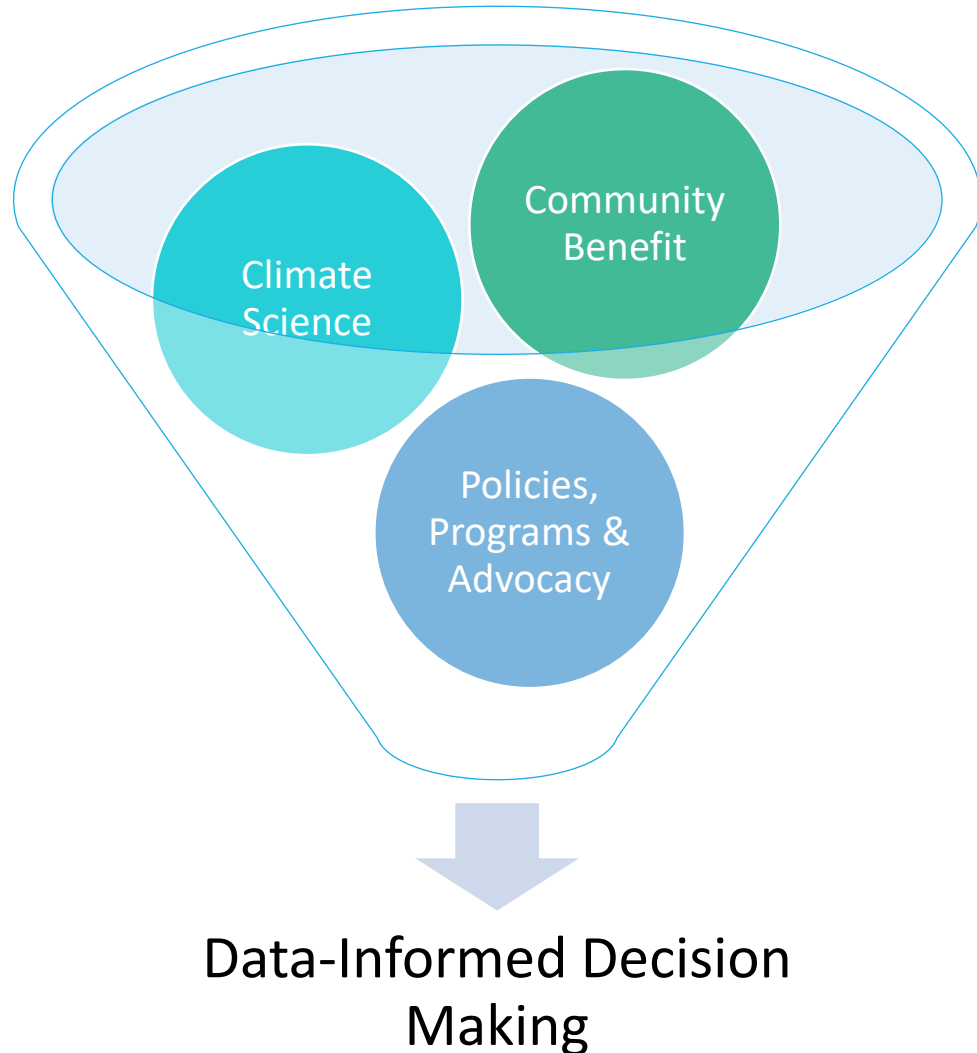 Community
Benefit
Climate
Science
Policies,
Programs &
Advocacy
Data-Informed Decision
Making